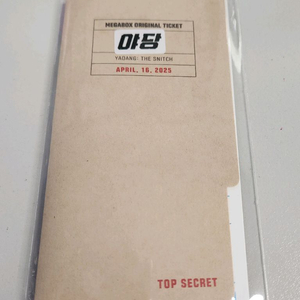 MEGABOX ORIGINAL TICKET
야당
YADANG: THE SNITCH
APRIL, 16, 2025
TOP SECRET